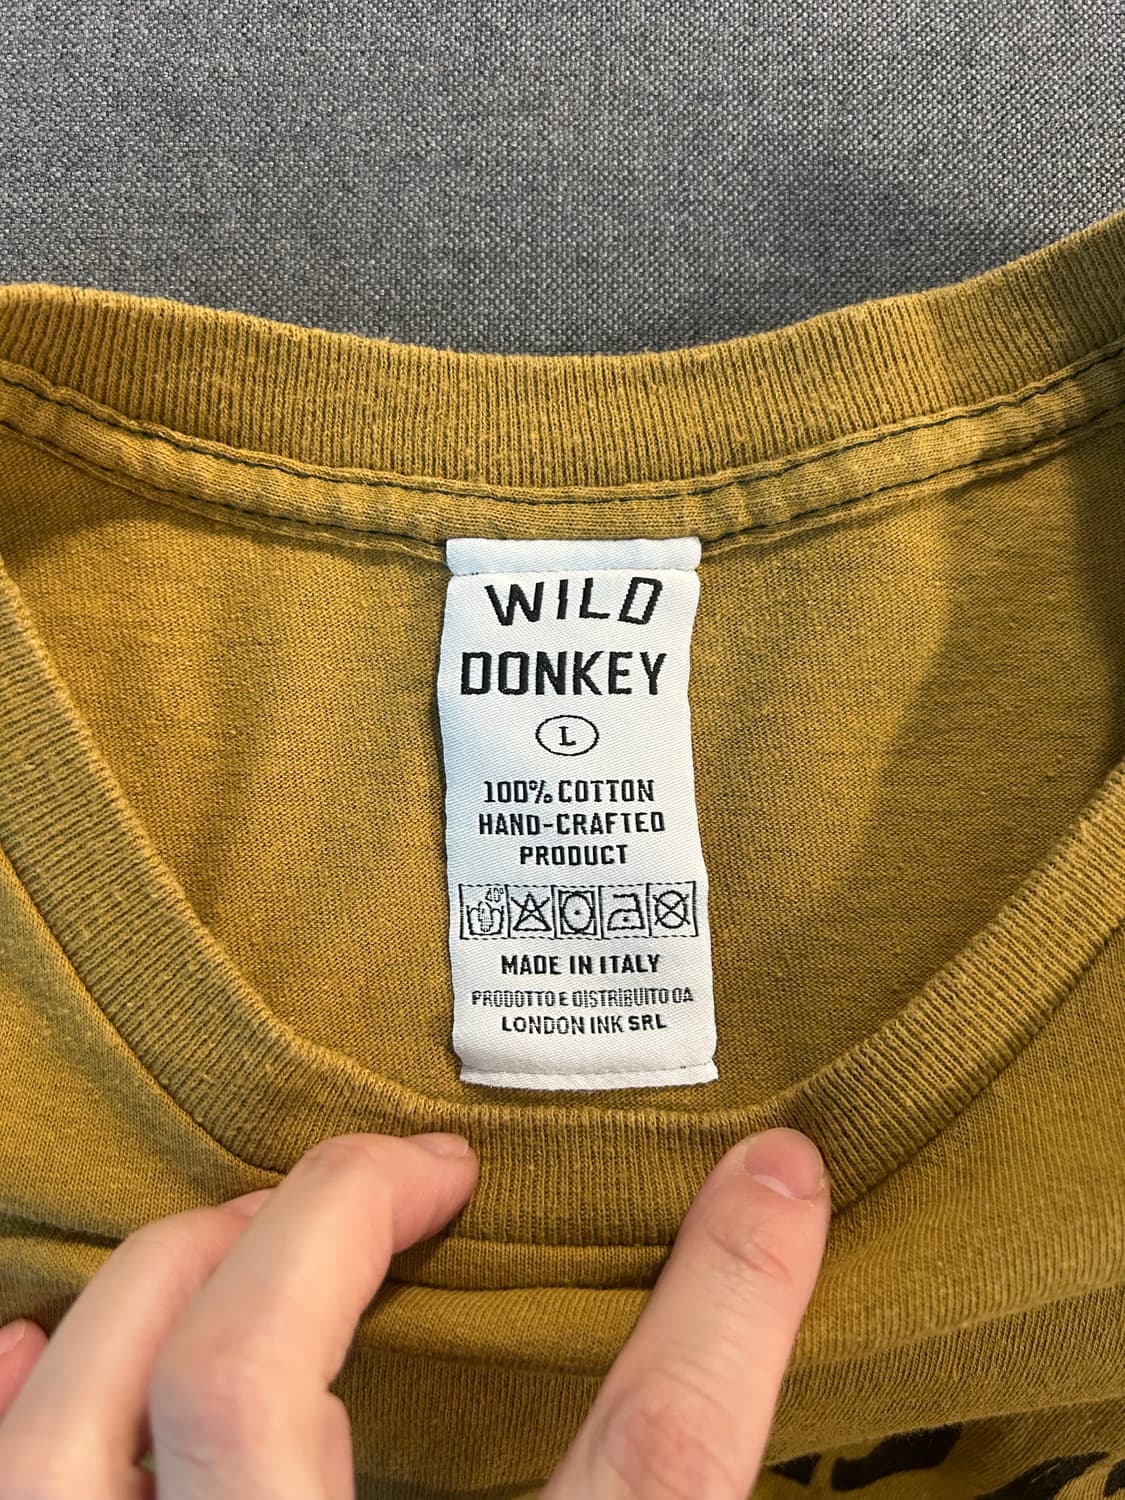 WILD
DONKEY
L
100% COTTON
HAND-CRAFTED
PRODUCT
40°
MADE IN ITALY
PRODOTTO E DISTRIBUITO DA
LONDON INK SRL